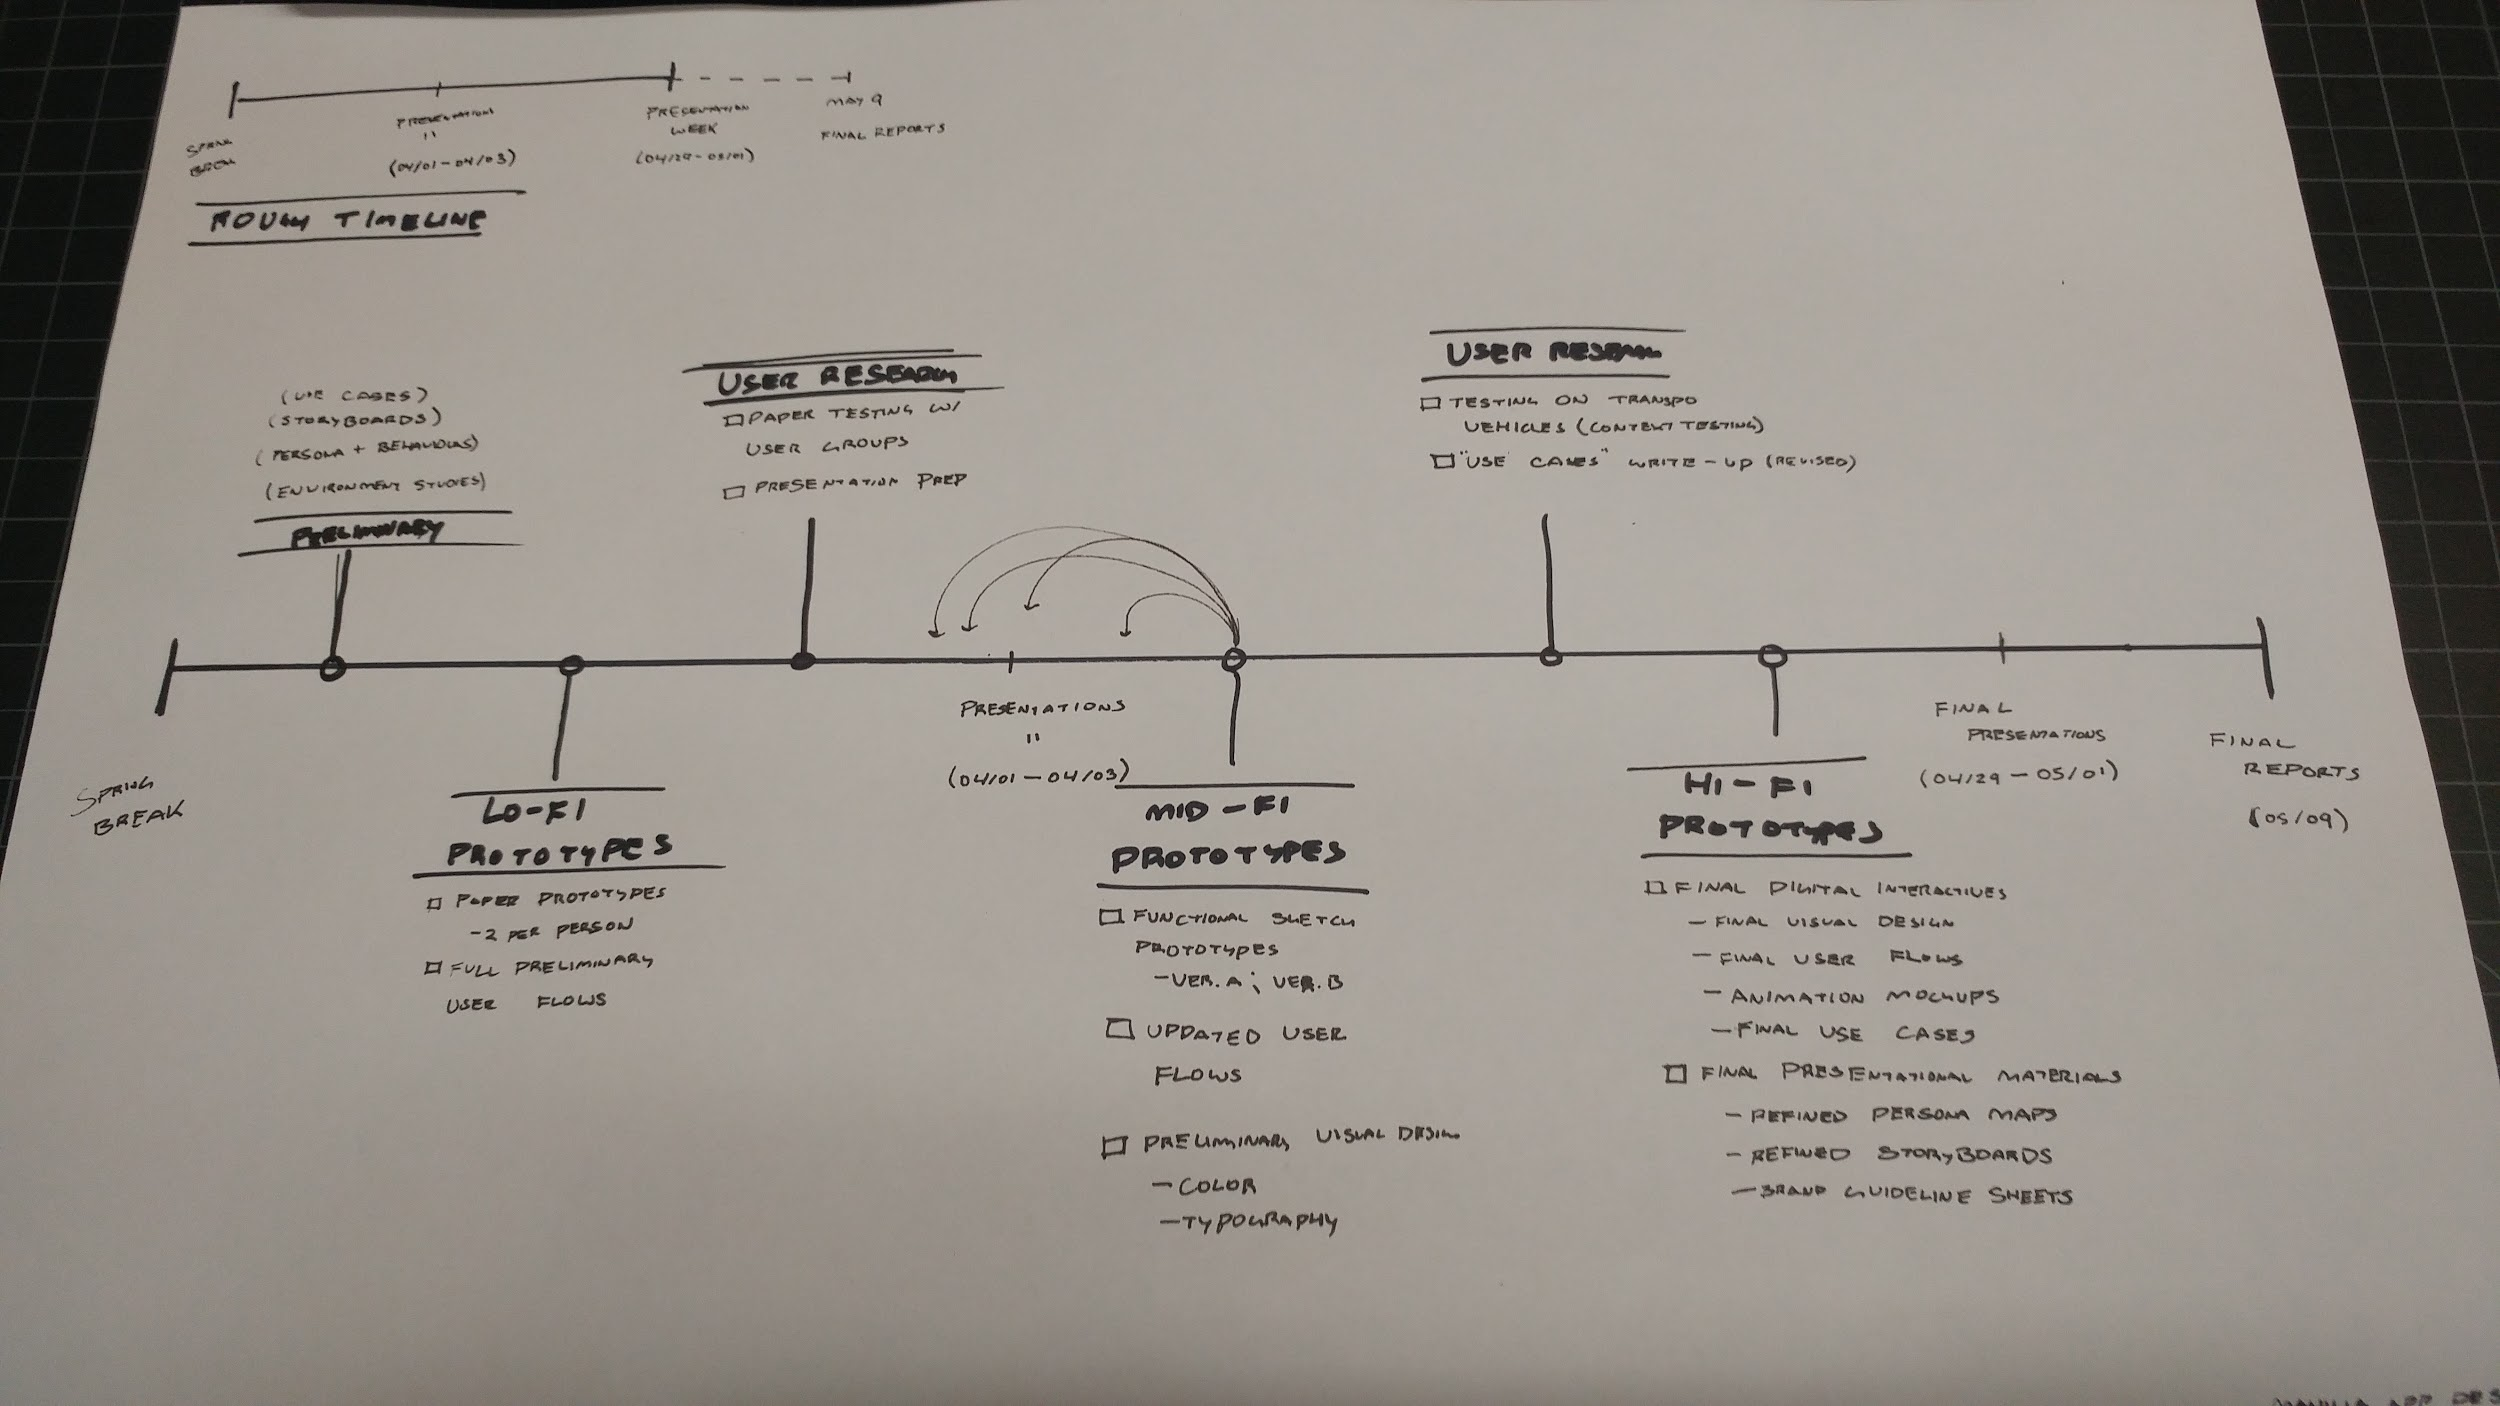 SPRING
BREAK
PRESENTATIONS
II
(04/01-04/03)
PRESENTATION
WEEK
(04/29-05/01)
MAY 9
FINAL REPORTS
ROUGH TIMELINE
(USE CASES)
(STORYBOARDS)
(PERSONA + BEHAVIOURS)
(ENVIRONMENT STUDIES)
PRELIMINARY
USER RESEARCH
PAPER TESTING W/
USER GROUPS
PRESENTATION PREP
USER RESEARCH
TESTING ON TRANSPO
VEHICLES (CONTEXT TESTING)
"USE CASES" WRITE-UP (REVISED)
SPRING
BREAK
LO-FI
PROTOTYPES
PAPER PROTOTYPES
-2 PER PERSON
FULL PRELIMINARY
USER FLOWS
PRESENTATIONS
II
(04/01-04/03)
MID-FI
PROTOTYPES
FUNCTIONAL SKETCH
PROTOTYPES
-VER.A; VER.B
UPDATED USER
FLOWS
PRELIMINARY VISUAL DESIGN
-COLOR
-TYPOGRAPHY
HI-FI
PROTOTYPES
FINAL DIGITAL INTERACTIVES
-FINAL VISUAL DESIGN
-FINAL USER FLOWS
-ANIMATION MOCKUPS
-FINAL USE CASES
FINAL PRESENTATIONAL MATERIALS
-REFINED PERSONA MAPS
-REFINED STORYBOARDS
-BRAND GUIDELINE SHEETS
FINAL
PRESENTATIONS
(04/29-05/01)
FINAL
REPORTS
(05/09)